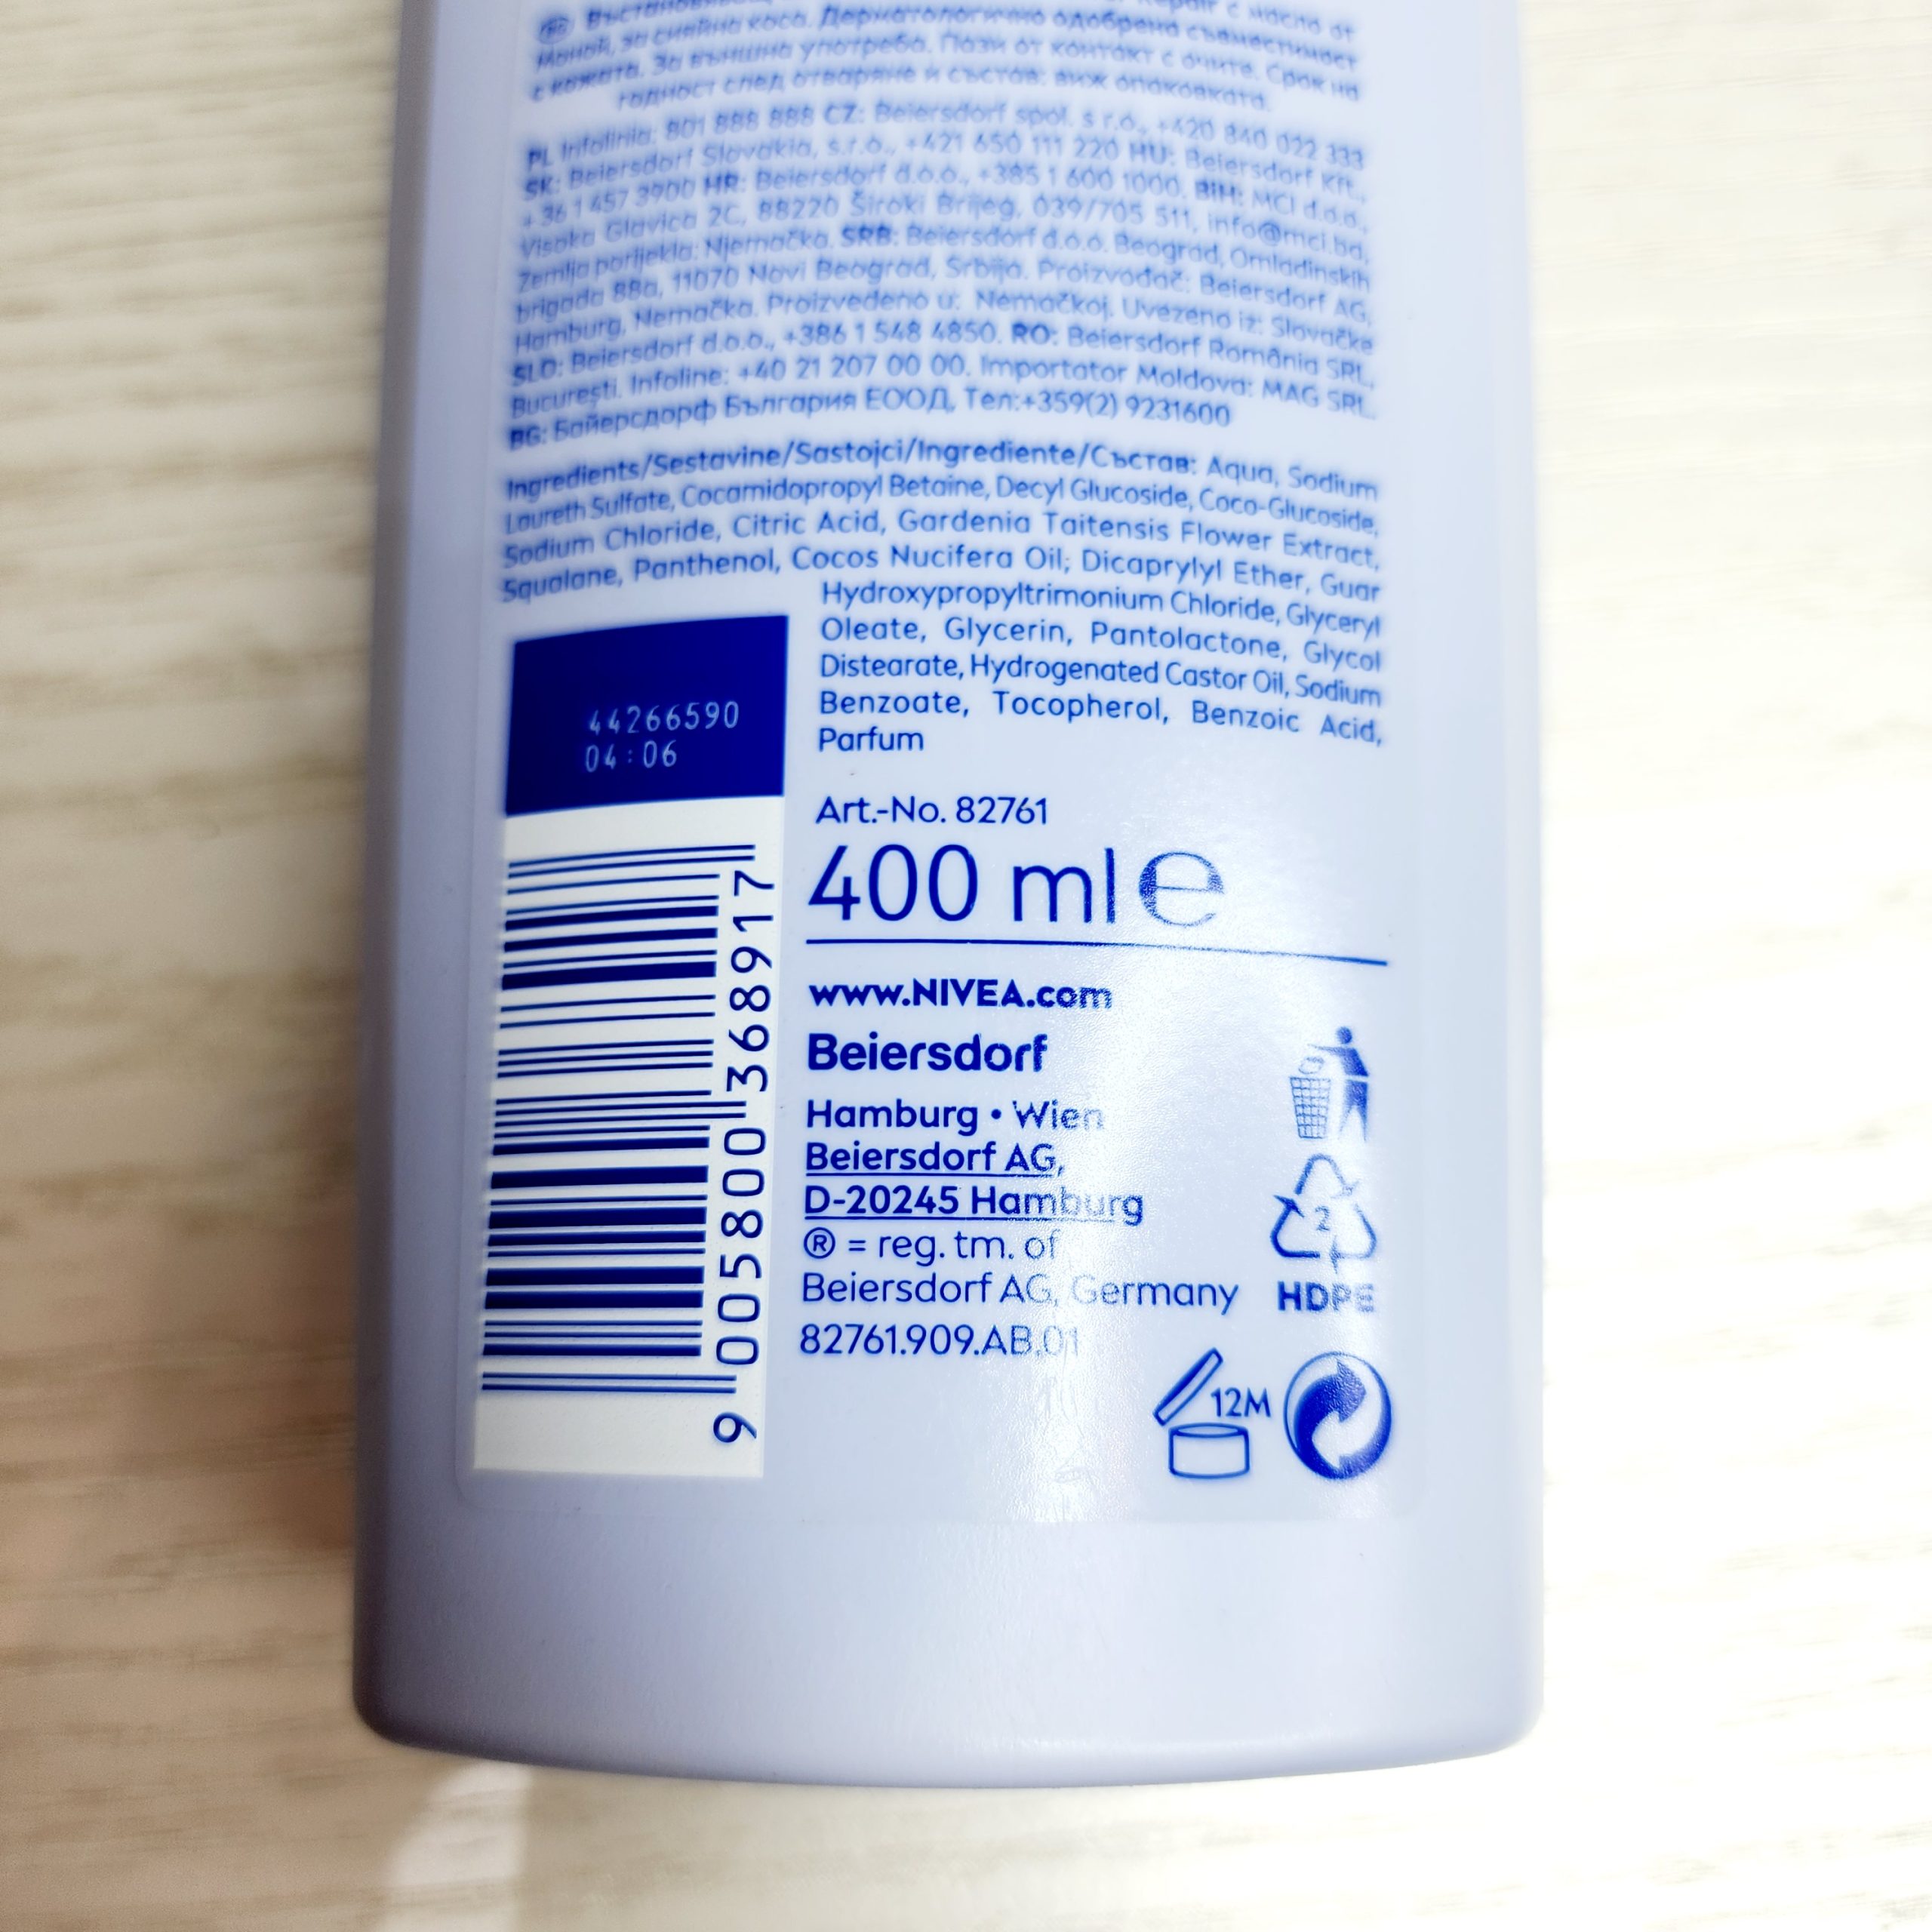 Repair с масло от
Маной, за сияйна коса. Дерматологично одобрена съвместимост
с кожата. За външна употреба. Пази от контакт с очите. Срок на
годност след отваряне и състав: виж опаковката.
PL Infolinia: 801 888 888 CZ: Beiersdorf spol. s r.o., +420 840 022 333
SK: Beiersdorf Slovakia, s.r.o., +421 650 111 220 HU: Beiersdorf Kft.,
+36 1 457 3900 HR: Beiersdorf d.o.o., +385 1 600 1000. BIH: MCI d.o.o.,
Visoka Glavica 2C, 88220 Široki Brijeg, 039/705 511, info@mci.ba,
Zemlja porijekla: Njemačka. SRB: Beiersdorf d.o.o. Beograd, Omladinskih
brigada 88a, 11070 Novi Beograd, Srbija. Proizvođač: Beiersdorf AG,
Hamburg, Nemačka. Proizvedeno u: Nemačkoj. Uvezeno iz: Slovačke
SLO: Beiersdorf d.o.o., +386 1 548 4850. RO: Beiersdorf România SRL,
București. Infoline: +40 21 207 00 00. Importator Moldova: MAG SRL.
BG: Байерсдорф България ЕООД, Тел:+359(2) 9231600
Ingredients/Sestavine/Sastojci/Ingrediente/Състав: Aqua, Sodium
Laureth Sulfate, Cocamidopropyl Betaine, Decyl Glucoside, Coco-Glucoside,
Sodium Chloride, Citric Acid, Gardenia Taitensis Flower Extract,
Squalane, Panthenol, Cocos Nucifera Oil; Dicaprylyl Ether, Guar
Hydroxypropyltrimonium Chloride, Glyceryl
Oleate, Glycerin, Pantolactone, Glycol
Distearate, Hydrogenated Castor Oil, Sodium
Benzoate, Tocopherol, Benzoic Acid,
Parfum
44266590
04:06
Art.-No. 82761
400 ml e
9 005800 368917
www.NIVEA.com
Beiersdorf
Hamburg • Wien
Beiersdorf AG,
D-20245 Hamburg
® = reg. tm. of
Beiersdorf AG, Germany
82761.909.AB.01
2
HDPE
12M